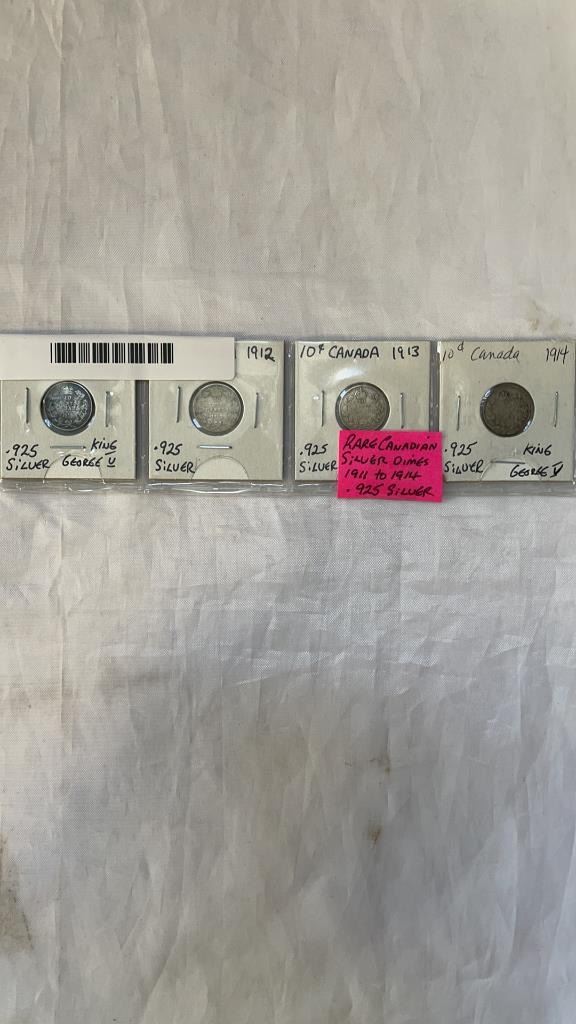 .925
SILVER
KING
GEORGE V
1912
.925
SILVER
10¢ CANADA 1913
.925
SILVER
RARE CANADIAN
SILVER DIMES
1911 to 1914
.925 SILVER
10¢ Canada 1914
.925
SILVER
KING
GEORGE V